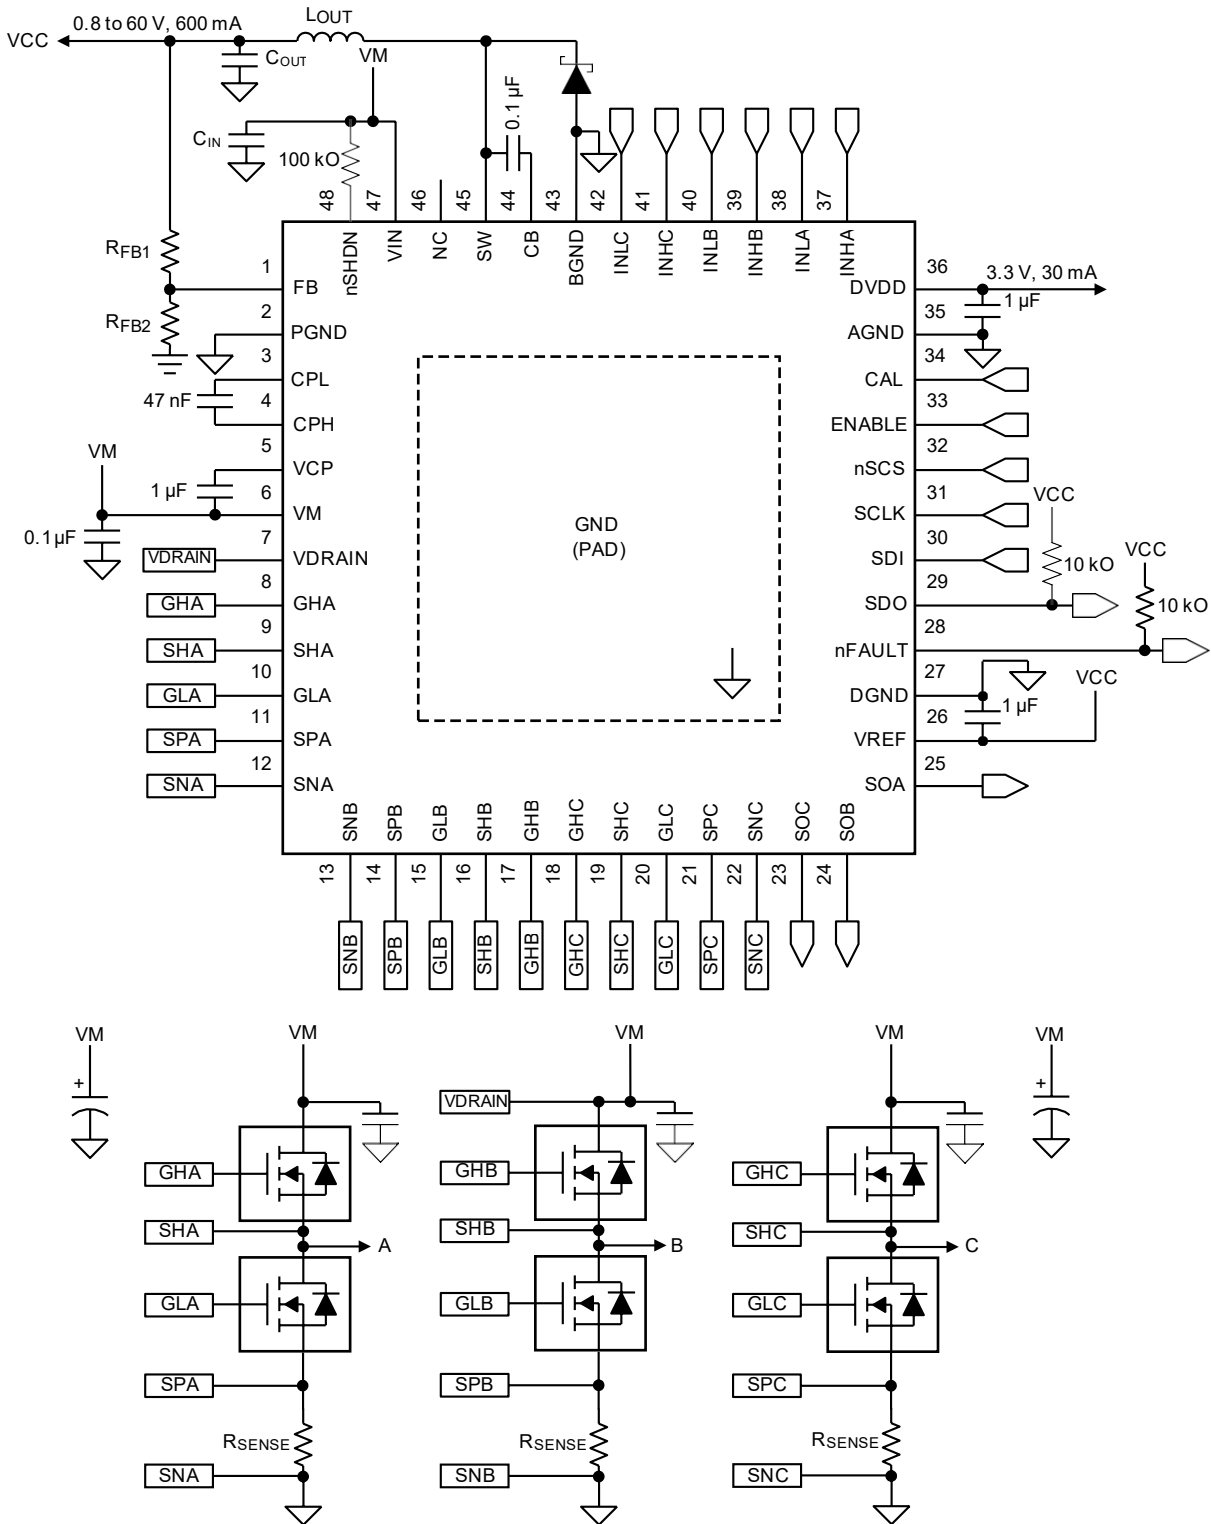 0.8 to 60 V, 600 mA
LOUT
VCC
COUT
VM
CIN
100 kO
0.1 µF
48
47
46
45
44
43
42
41
40
39
38
37
nSHDN
VIN
NC
SW
CB
BGND
INLC
INHC
INLB
INHB
INLA
INHA
RFB1
RFB2
1
FB
2
PGND
3
CPL
47 nF
4
CPH
5
VCP
VM
1 µF
6
VM
0.1 µF
7
VDRAIN
VDRAIN
8
GHA
GHA
9
SHA
SHA
10
GLA
GLA
11
SPA
SPA
12
SNA
SNA
GND
(PAD)
36
DVDD
3.3 V, 30 mA
1 µF
35
AGND
34
CAL
33
ENABLE
32
nSCS
31
SCLK
VCC
30
SDI
10 kO
VCC
29
SDO
10 kO
28
nFAULT
27
DGND
VCC
1 µF
26
VREF
25
SOA
SNB
SPB
GLB
SHB
GHB
GHC
SHC
GLC
SPC
SNC
SOC
SOB
13
14
15
16
17
18
19
20
21
22
23
24
SNB
SPB
GLB
SHB
GHB
GHC
SHC
GLC
SPC
SNC
VM
+
VM
GHA
SHA
A
GLA
SPA
RSENSE
SNA
VM
VDRAIN
GHB
SHB
B
GLB
SPB
RSENSE
SNB
VM
GHC
SHC
C
GLC
SPC
RSENSE
SNC
VM
+